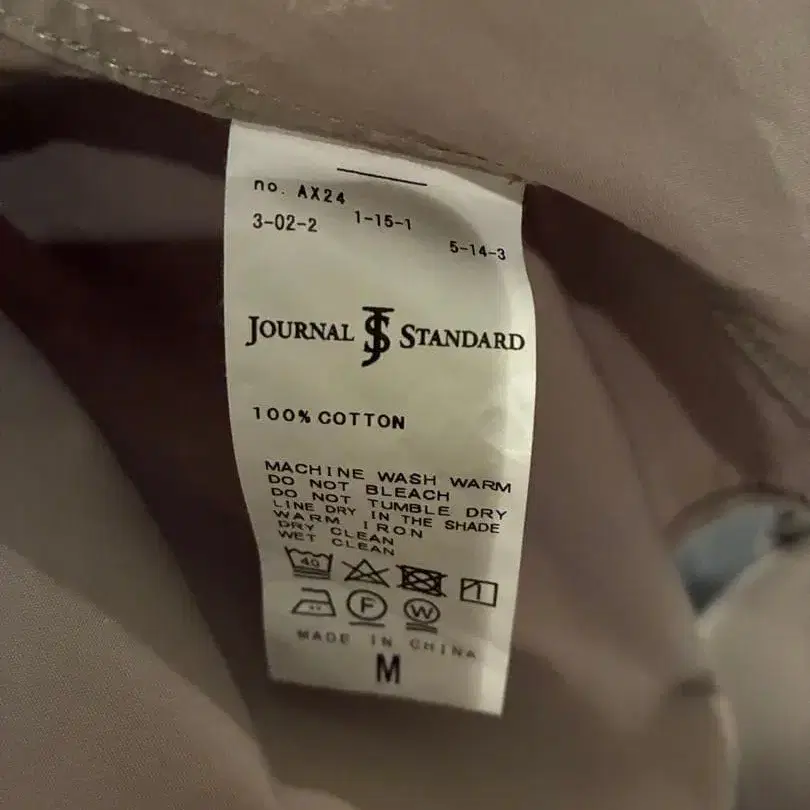 no. AX24
3-02-2 1-15-1 5-14-3
JOURNAL JS STANDARD
100% COTTON
MACHINE WASH WARM
DO NOT BLEACH
DO NOT TUMBLE DRY
LINE DRY IN THE SHADE
WARM IRON
DRY CLEAN
WET CLEAN
40
F W
MADE IN CHINA
M